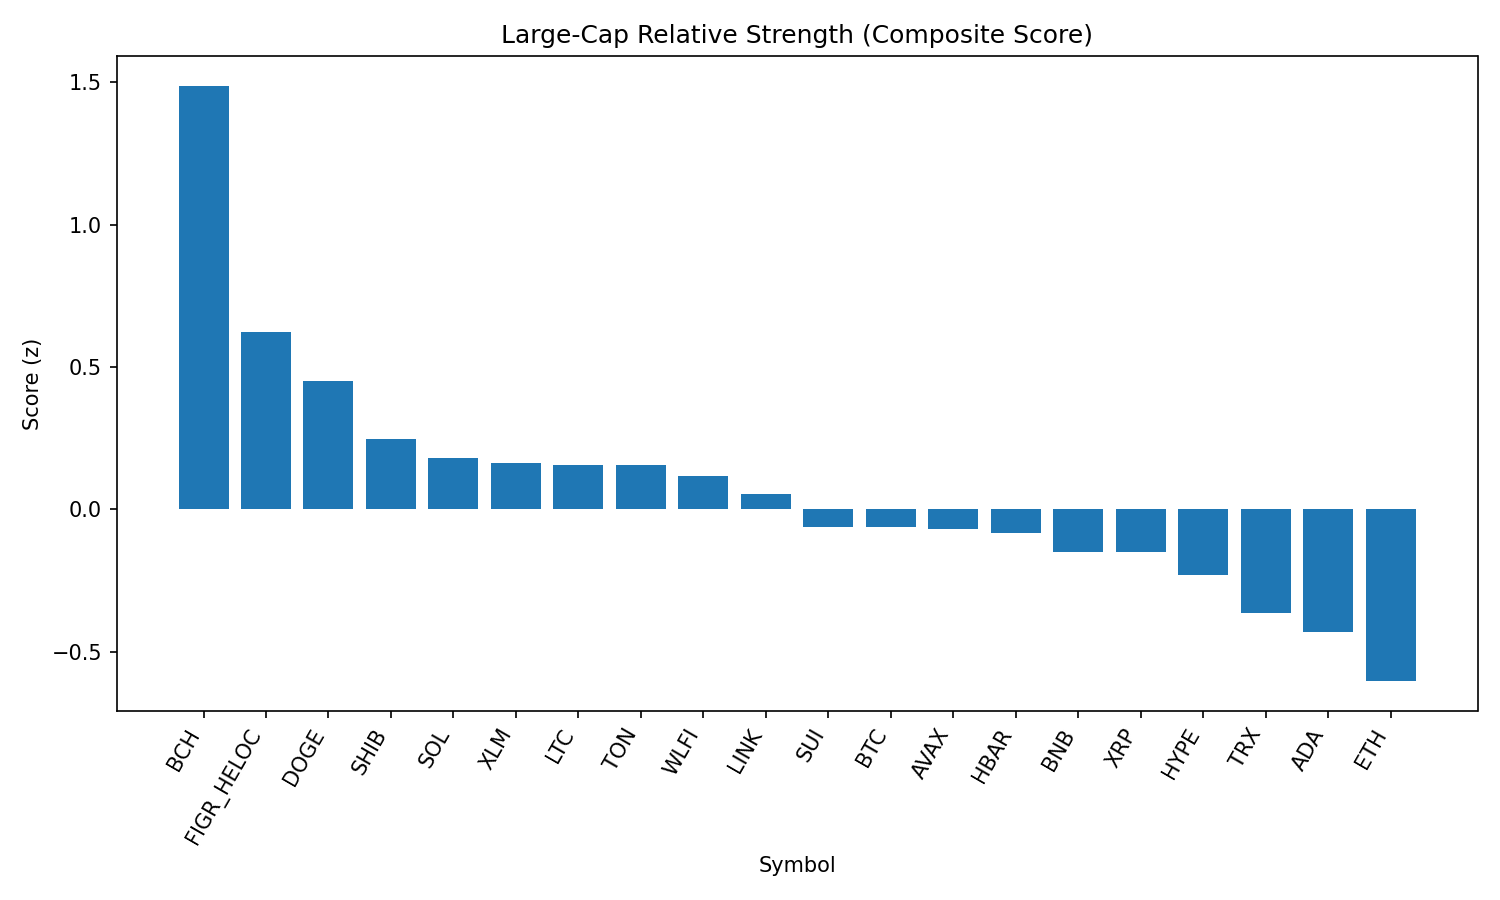 Large-Cap Relative Strength (Composite Score)
1.5
1.0
0.5
0.0
−0.5
Score (z)
BCH
FIGR_HELOC
DOGE
SHIB
SOL
XLM
LTC
TON
WLFI
LINK
SUI
BTC
AVAX
HBAR
BNB
XRP
HYPE
TRX
ADA
ETH
Symbol